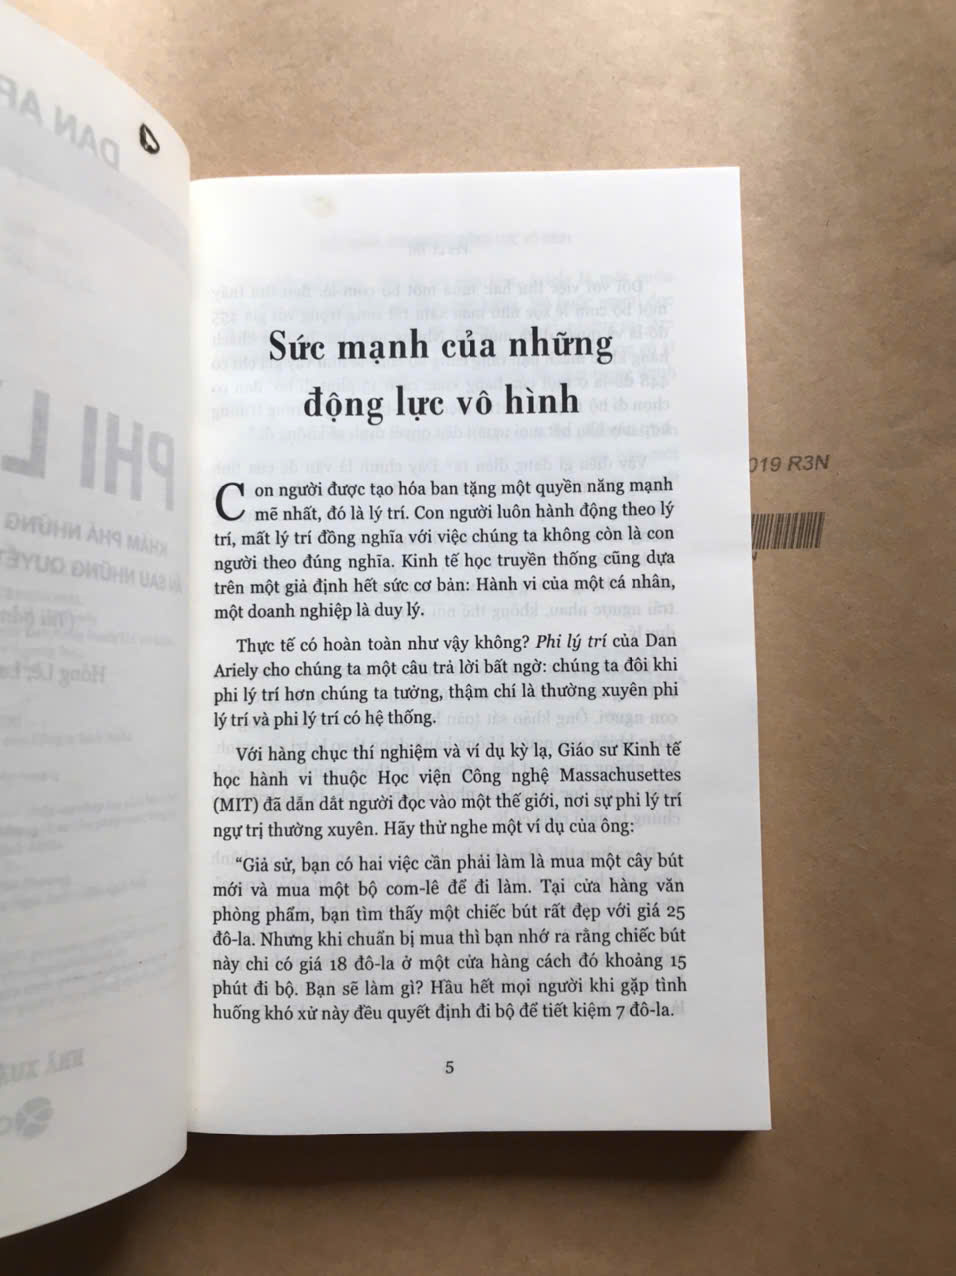 Sức mạnh của những
động lực vô hình
Con người được tạo hóa ban tặng một quyền năng mạnh
mẽ nhất, đó là lý trí. Con người luôn hành động theo lý
trí, mất lý trí đồng nghĩa với việc chúng ta không còn là con
người theo đúng nghĩa. Kinh tế học truyền thống cũng dựa
trên một giả định hết sức cơ bản: Hành vi của một cá nhân,
một doanh nghiệp là duy lý.
Thực tế có hoàn toàn như vậy không? Phi lý trí của Dan
Ariely cho chúng ta một câu trả lời bất ngờ: chúng ta đôi khi
phi lý trí hơn chúng ta tưởng, thậm chí là thường xuyên phi
lý trí và phi lý trí có hệ thống.
Với hàng chục thí nghiệm và ví dụ kỳ lạ, Giáo sư Kinh tế
học hành vi thuộc Học viện Công nghệ Massachusettes
(MIT) đã dẫn dắt người đọc vào một thế giới, nơi sự phi lý trí
ngự trị thường xuyên. Hãy thử nghe một ví dụ của ông:
“Giả sử, bạn có hai việc cần phải làm là mua một cây bút
mới và mua một bộ com-lê để đi làm. Tại cửa hàng văn
phòng phẩm, bạn tìm thấy một chiếc bút rất đẹp với giá 25
đô-la. Nhưng khi chuẩn bị mua thì bạn nhớ ra rằng chiếc bút
này chỉ có giá 18 đô-la ở một cửa hàng cách đó khoảng 15
phút đi bộ. Bạn sẽ làm gì? Hầu hết mọi người khi gặp tình
huống khó xử này đều quyết định đi bộ để tiết kiệm 7 đô-la.
5
019 R3N